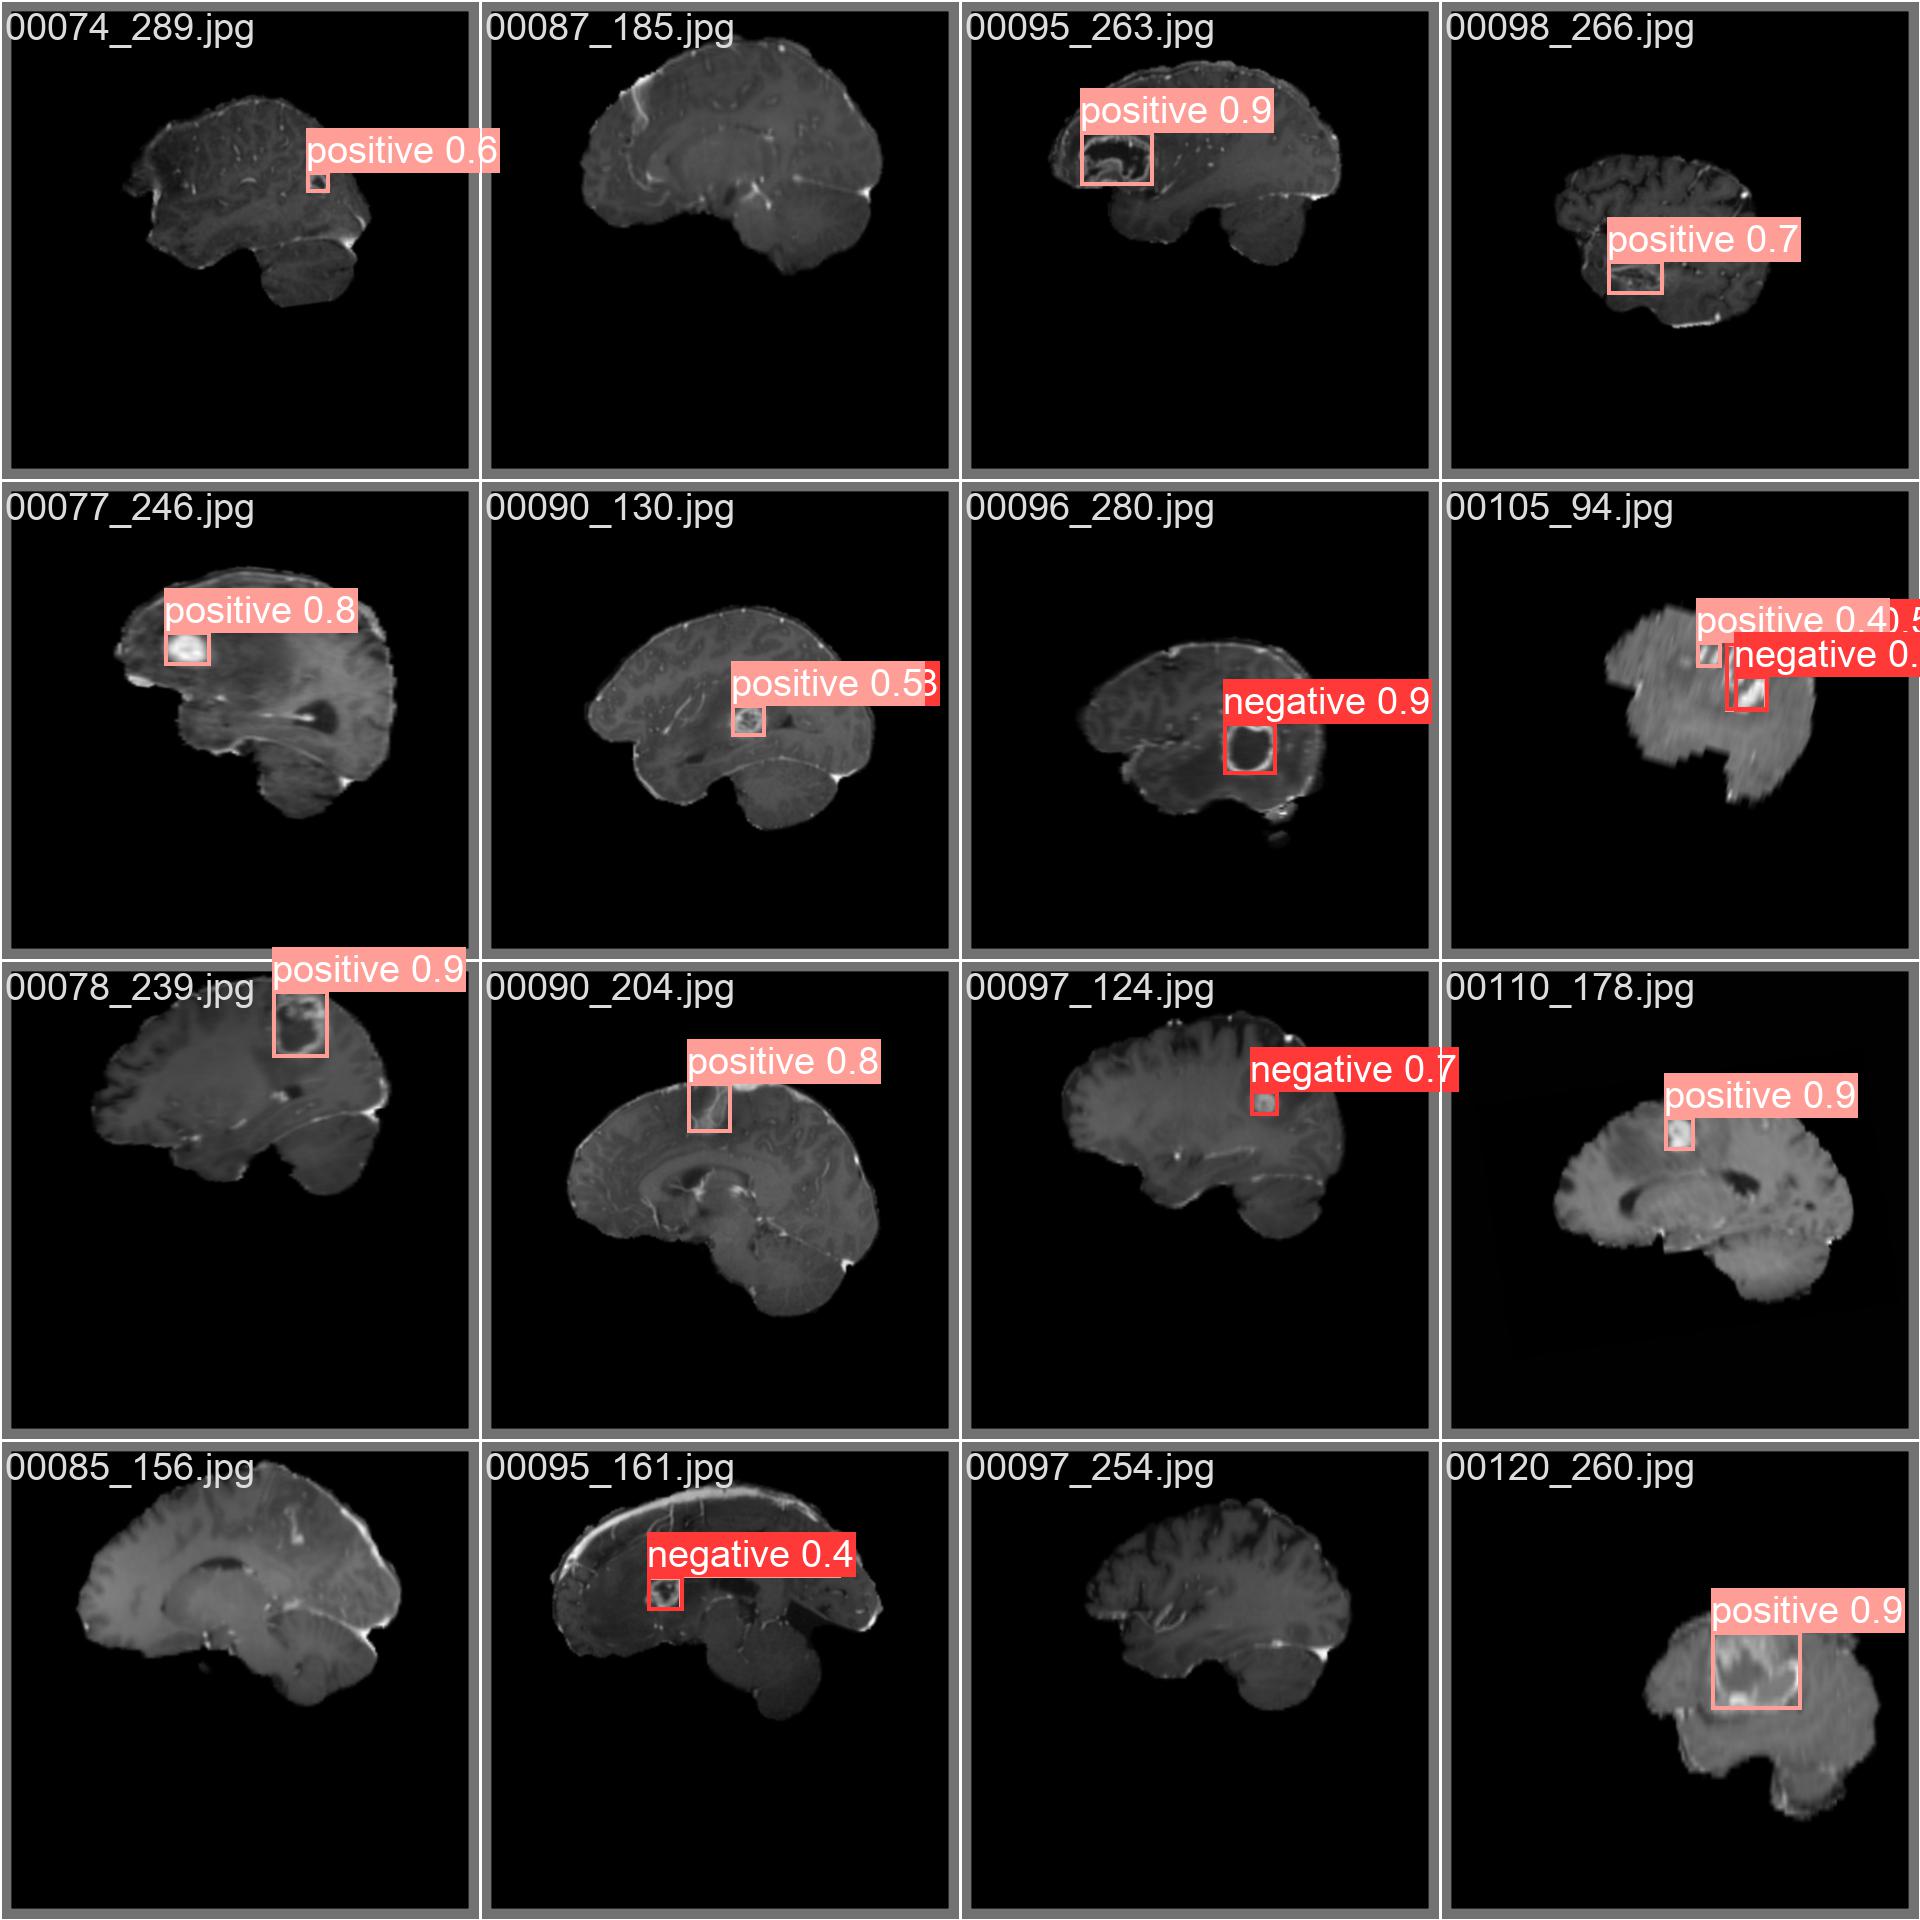 00074_289.jpg
positive 0.6
00087_185.jpg
00095_263.jpg
positive 0.9
00098_266.jpg
positive 0.7
00077_246.jpg
positive 0.8
00090_130.jpg
positive 0.53
00096_280.jpg
negative 0.9
00105_94.jpg
positive 0.4
negative 0.
00078_239.jpg
positive 0.9
00090_204.jpg
positive 0.8
00097_124.jpg
negative 0.7
00110_178.jpg
positive 0.9
00085_156.jpg
00095_161.jpg
negative 0.4
00097_254.jpg
00120_260.jpg
positive 0.9